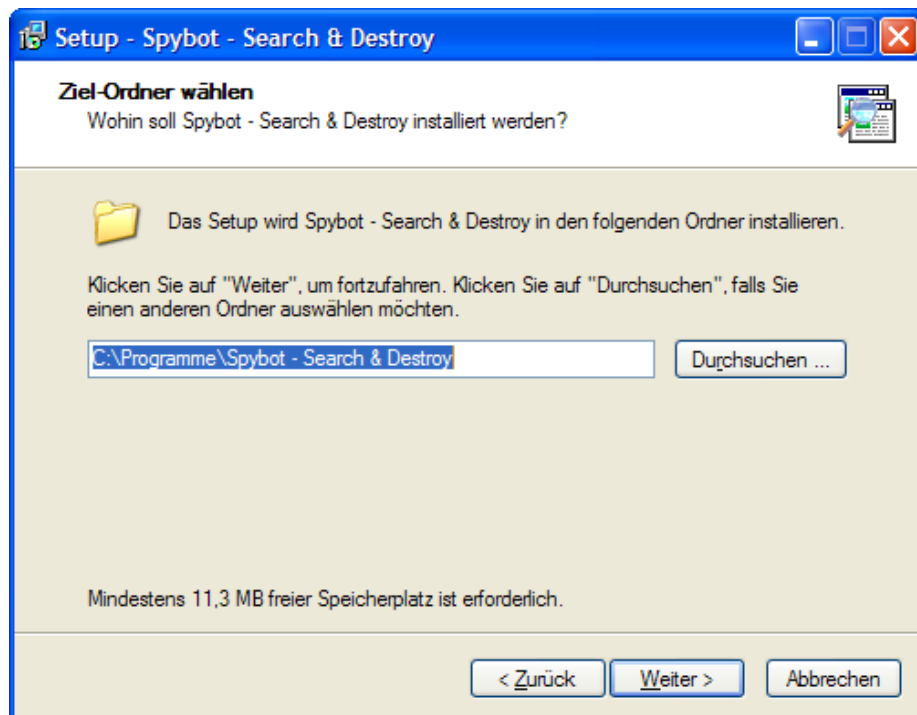 Setup - Spybot - Search & Destroy
Ziel-Ordner wählen
Wohin soll Spybot - Search & Destroy installiert werden?
Das Setup wird Spybot - Search & Destroy in den folgenden Ordner installieren.
Klicken Sie auf "Weiter", um fortzufahren. Klicken Sie auf "Durchsuchen", falls Sie
einen anderen Ordner auswählen möchten.
C:\Programme\Spybot - Search & Destroy
Durchsuchen ...
Mindestens 11,3 MB freier Speicherplatz ist erforderlich.
< Zurück
Weiter >
Abbrechen